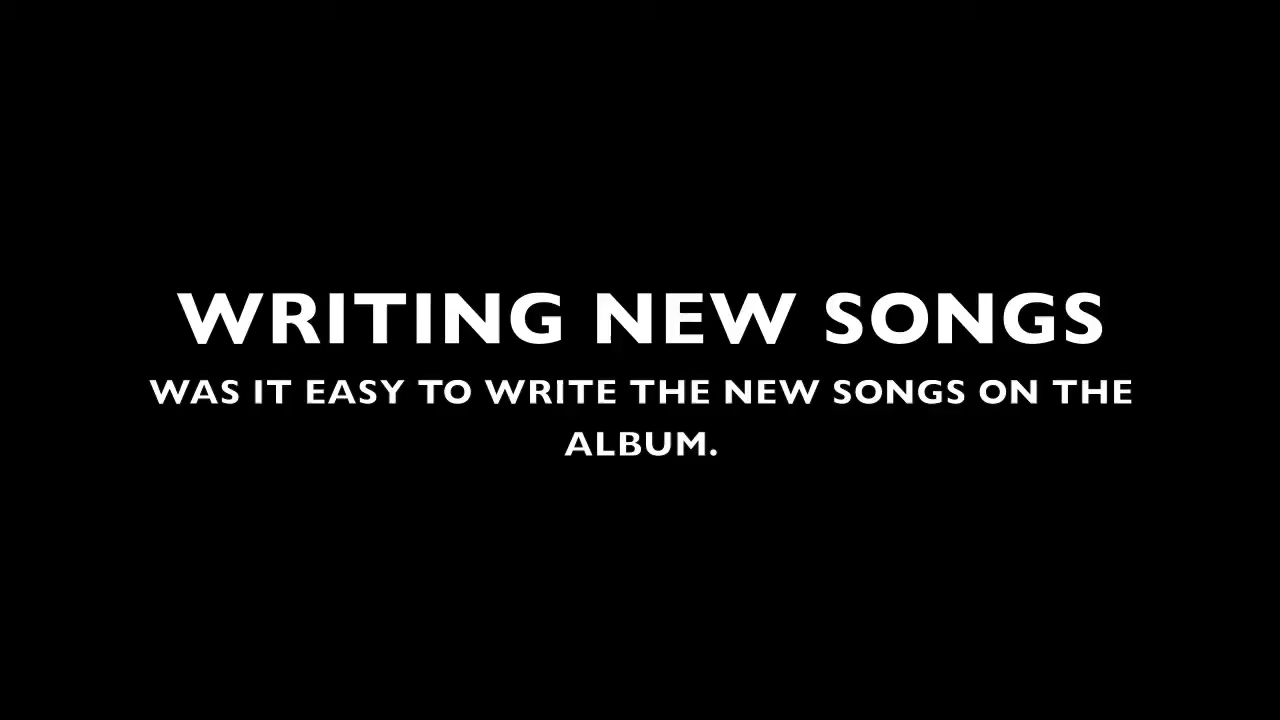 WRITING NEW SONGS
WAS IT EASY TO WRITE THE NEW SONGS ON THE
ALBUM.